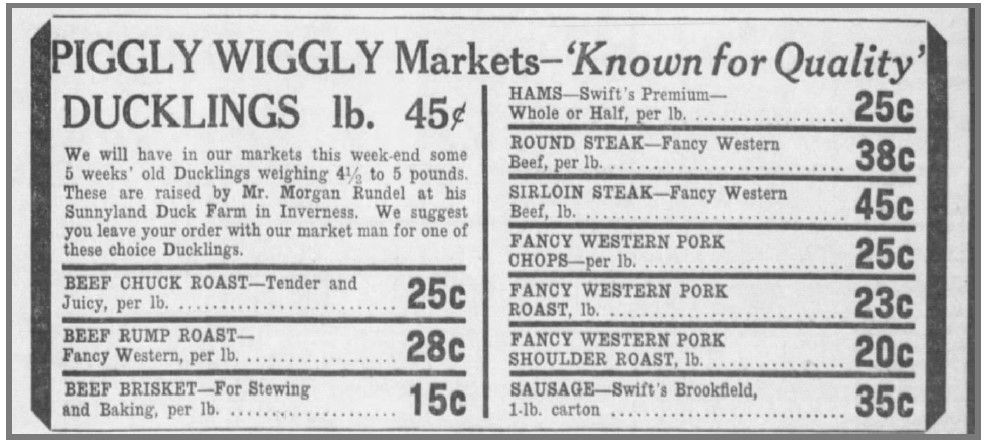 PIGGLY WIGGLY Markets—'Known for Quality'
DUCKLINGS lb. 45¢
We will have in our markets this week-end some
5 weeks' old Ducklings weighing 4½ to 5 pounds.
These are raised by Mr. Morgan Rundel at his
Sunnyland Duck Farm in Inverness. We suggest
you leave your order with our market man for one of
these choice Ducklings.
BEEF CHUCK ROAST—Tender and
Juicy, per lb. .................................. 25c
BEEF RUMP ROAST—
Fancy Western, per lb. ...................... 28c
BEEF BRISKET—For Stewing
and Baking, per lb. ........................ 15c
HAMS—Swift's Premium—
Whole or Half, per lb. .................... 25c
ROUND STEAK—Fancy Western
Beef, per lb. .................................. 38c
SIRLOIN STEAK—Fancy Western
Beef, lb. ...................................... 45c
FANCY WESTERN PORK
CHOPS—per lb. .............................. 25c
FANCY WESTERN PORK
ROAST, lb. .................................... 23c
FANCY WESTERN PORK
SHOULDER ROAST, lb. .................. 20c
SAUSAGE—Swift's Brookfield,
1-lb. carton .................................. 35c